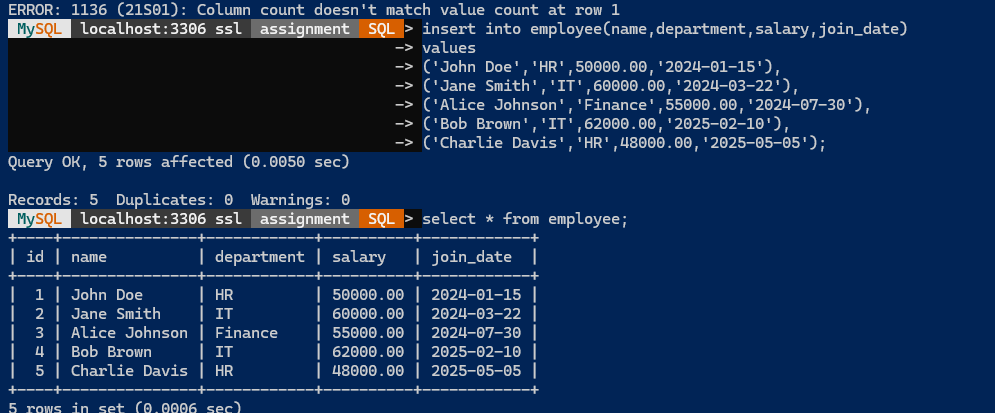 ERROR: 1136 (21S01): Column count doesn't match value count at row 1
MySQL localhost:3306 ssl assignment SQL > insert into employee(name,department,salary,join_date)
-> values
-> ('John Doe','HR',50000.00,'2024-01-15'),
-> ('Jane Smith','IT',60000.00,'2024-03-22'),
-> ('Alice Johnson','Finance',55000.00,'2024-07-30'),
-> ('Bob Brown','IT',62000.00,'2025-02-10'),
-> ('Charlie Davis','HR',48000.00,'2025-05-05');
Query OK, 5 rows affected (0.0050 sec)

Records: 5  Duplicates: 0  Warnings: 0
MySQL localhost:3306 ssl assignment SQL > select * from employee;
+----+---------------+------------+----------+------------+
| id | name          | department | salary   | join_date  |
+----+---------------+------------+----------+------------+
|  1 | John Doe      | HR         | 50000.00 | 2024-01-15 |
|  2 | Jane Smith    | IT         | 60000.00 | 2024-03-22 |
|  3 | Alice Johnson | Finance    | 55000.00 | 2024-07-30 |
|  4 | Bob Brown     | IT         | 62000.00 | 2025-02-10 |
|  5 | Charlie Davis | HR         | 48000.00 | 2025-05-05 |
+----+---------------+------------+----------+------------+
5 rows in set (0.0006 sec)